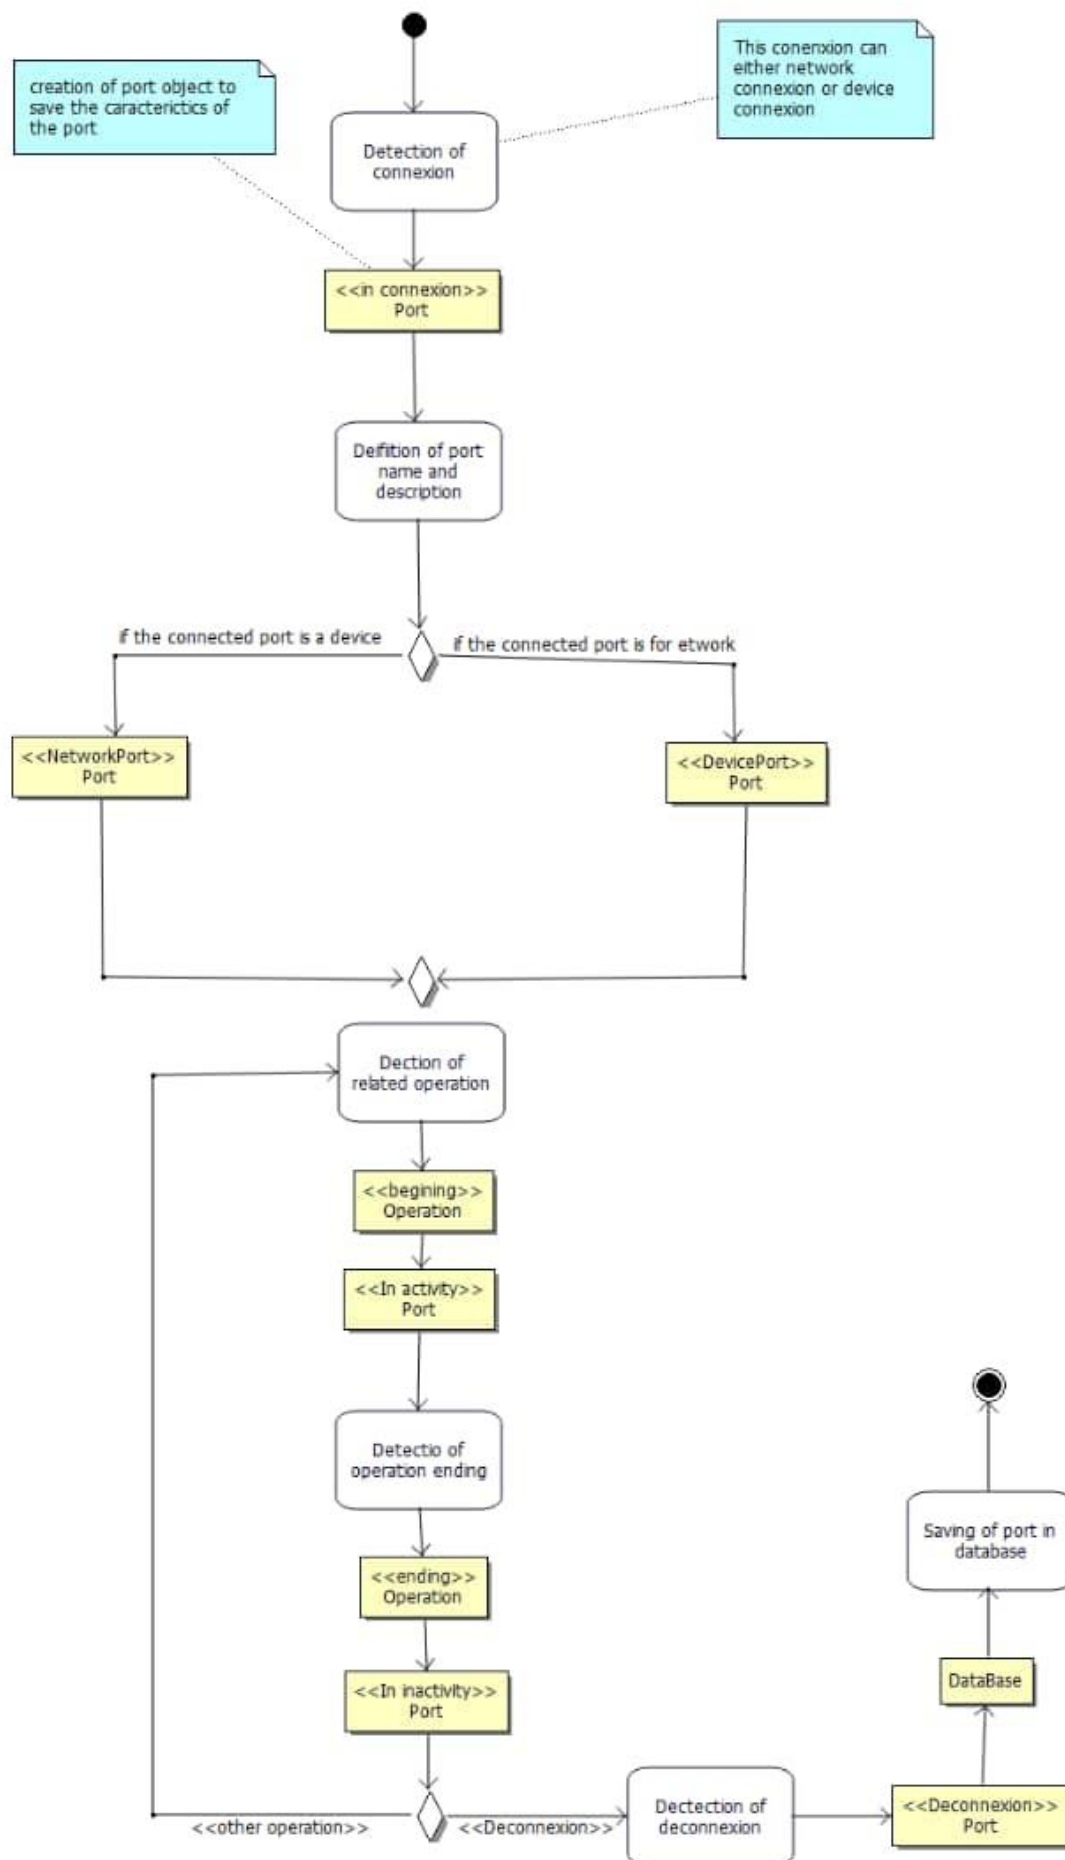 creation of port object to
save the caracterictics of
the port
This conenxion can
either network
connexion or device
connexion
Detection of
connexion
<<in connexion>>
Port
Deifiition of port
name and
description
if the connected port is a device
if the connected port is for etwork
<<NetworkPort>>
Port
<<DevicePort>>
Port
Dection of
related operation
<<begining>>
Operation
<<In activity>>
Port
Detectio of
operation ending
<<ending>>
Operation
<<In inactivity>>
Port
<<other operation>>
<<Deconnexion>>
Dectection of
deconnexion
<<Deconnexion>>
Port
DataBase
Saving of port in
database